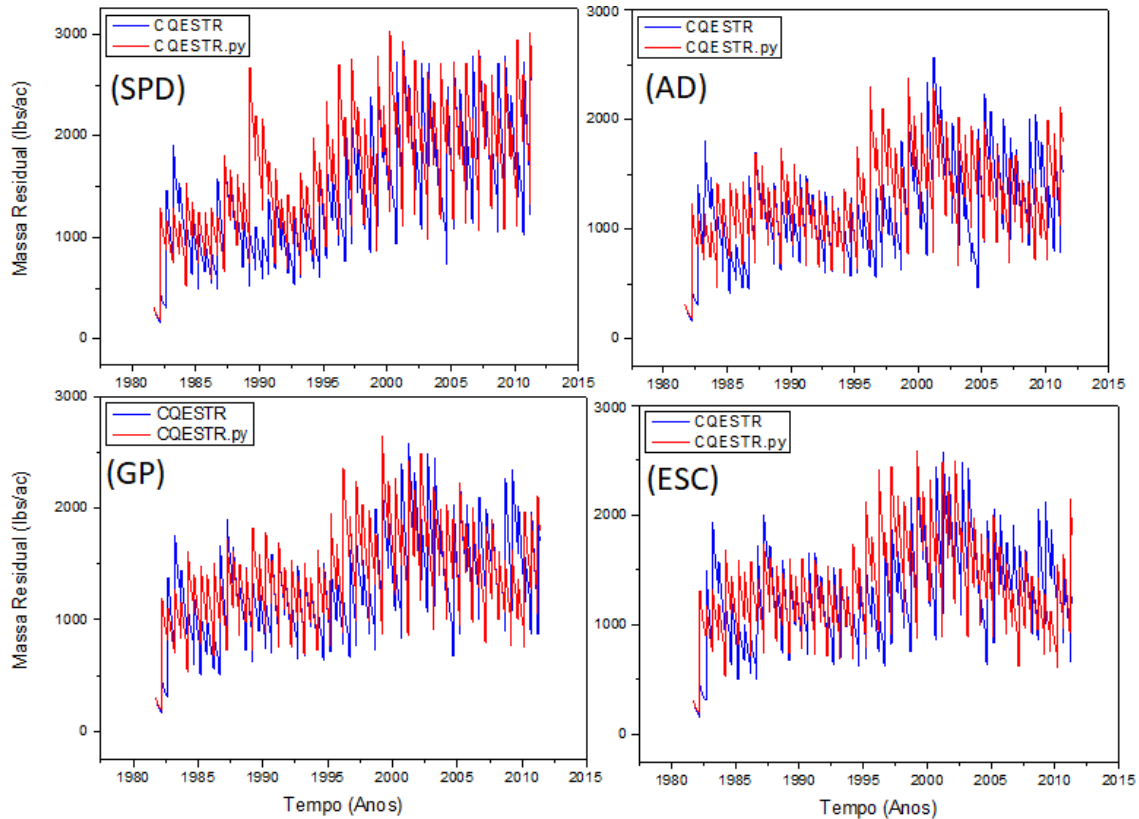 CQESTR
CQESTR.py
(SPD)
Massa Residual (lbs/ac)
3000
2000
1000
0
1980 1985 1990 1995 2000 2005 2010 2015
CQESTR
CQESTR.py
(AD)
3000
2000
1000
0
1980 1985 1990 1995 2000 2005 2010 2015
CQESTR
CQESTR.py
(GP)
Massa Residual (lbs/ac)
3000
2000
1000
0
1980 1985 1990 1995 2000 2005 2010 2015
Tempo (Anos)
CQESTR
CQESTR.py
(ESC)
3000
2000
1000
0
1980 1985 1990 1995 2000 2005 2010 2015
Tempo (Anos)